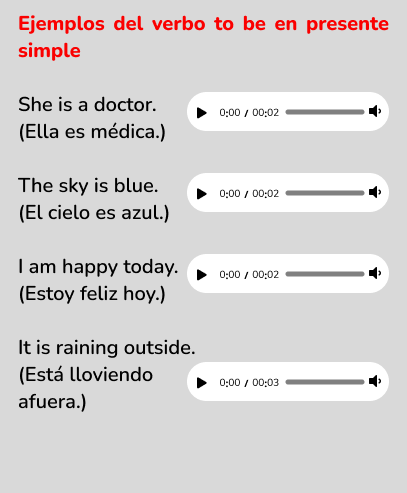 Ejemplos del verbo to be en presente
simple
She is a doctor.
(Ella es médica.)
0:00 / 00:02
The sky is blue.
(El cielo es azul.)
0:00 / 00:02
I am happy today.
(Estoy feliz hoy.)
0:00 / 00:02
It is raining outside.
(Está lloviendo
afuera.)
0:00 / 00:03